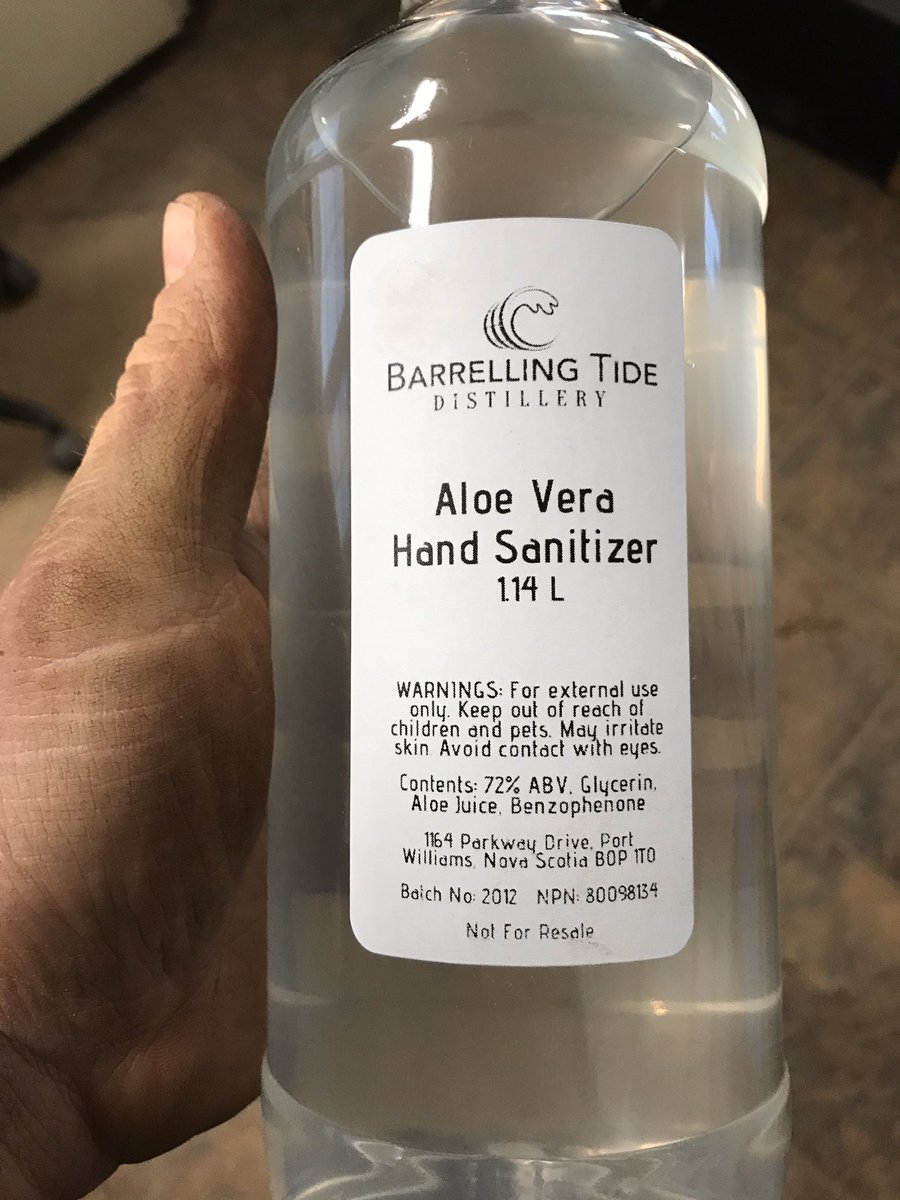 BARRELLING TIDE
DISTILLERY
Aloe Vera
Hand Sanitizer
1.14 L
WARNINGS: For external use
only. Keep out of reach of
children and pets. May irritate
skin. Avoid contact with eyes.
Contents: 72% ABV, Glycerin,
Aloe Juice, Benzophenone
1164 Parkway Drive, Port
Williams, Nova Scotia B0P 1T0
Batch No: 2012 NPN: 80098134
Not For Resale